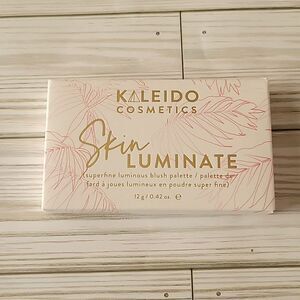 KALEIDO
COSMETICS
Skin
LUMINATE
(superfine luminous blush palette / palette de
fard à joues lumineux en poudre super fine)
12 g / 0.42 oz. ℮